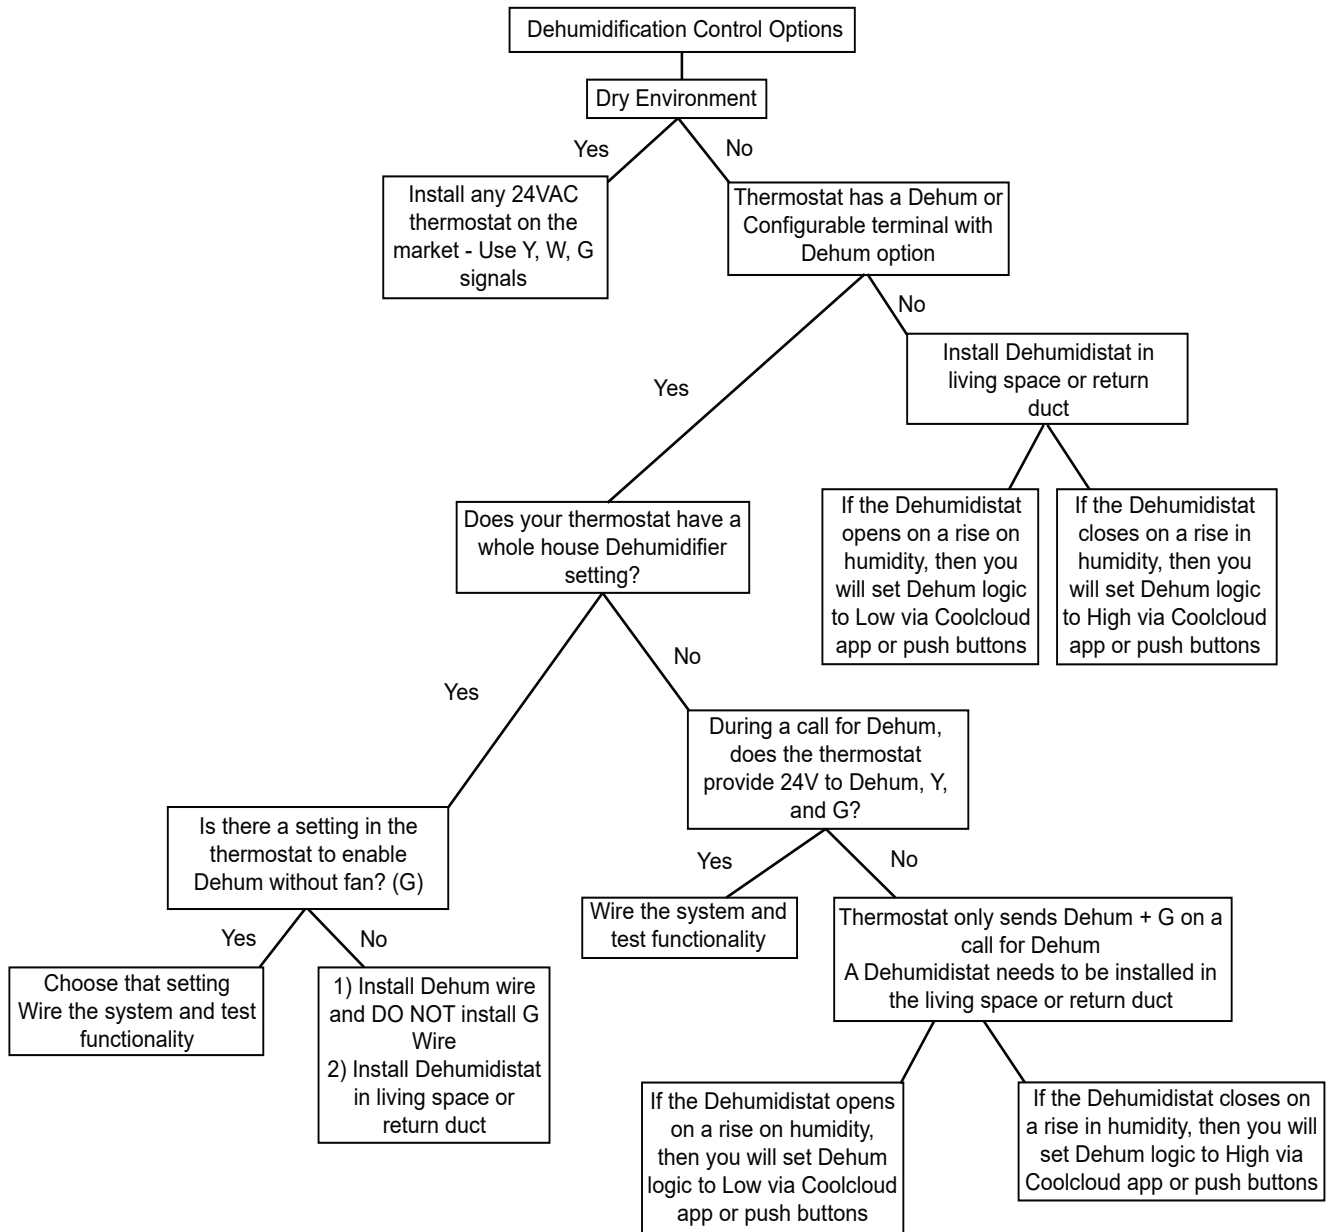 Dehumidification Control Options
Dry Environment
Yes
No
Install any 24VAC
thermostat on the
market - Use Y, W, G
signals
Thermostat has a Dehum or
Configurable terminal with
Dehum option
No
Install Dehumidistat in
living space or return
duct
Yes
If the Dehumidistat
opens on a rise on
humidity, then you
will set Dehum logic
to Low via Coolcloud
app or push buttons
If the Dehumidistat
closes on a rise in
humidity, then you
will set Dehum logic
to High via Coolcloud
app or push buttons
Does your thermostat have a
whole house Dehumidifier
setting?
Yes
No
During a call for Dehum,
does the thermostat
provide 24V to Dehum, Y,
and G?
Is there a setting in the
thermostat to enable
Dehum without fan? (G)
Yes
No
Wire the system and
test functionality
Thermostat only sends Dehum + G on a
call for Dehum
A Dehumidistat needs to be installed in
the living space or return duct
Yes
No
Choose that setting
Wire the system and test
functionality
1) Install Dehum wire
and DO NOT install G
Wire
2) Install Dehumidistat
in living space or
return duct
If the Dehumidistat opens
on a rise on humidity,
then you will set Dehum
logic to Low via Coolcloud
app or push buttons
If the Dehumidistat closes on
a rise in humidity, then you will
set Dehum logic to High via
Coolcloud app or push buttons